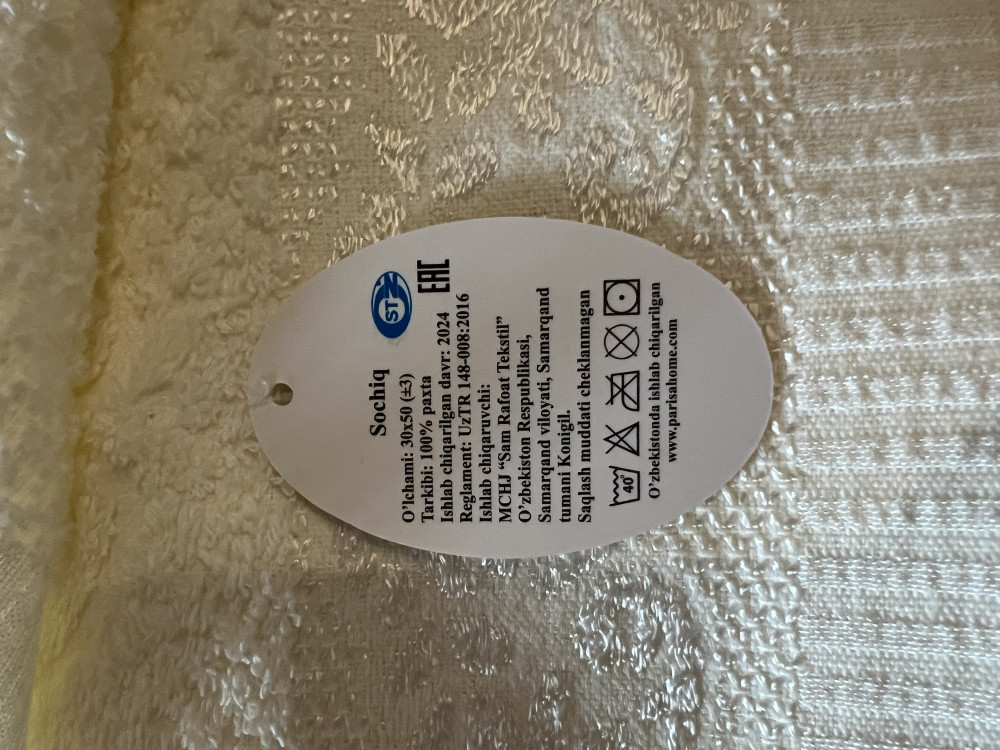 Sochiq
STZ
EAC
O'lchami: 30x50 (±3)
Tarkibi: 100% paxta
Ishlab chiqarilgan davr: 2024
Reglament: UzTR 148-008:2016
Ishlab chiqaruvchi:
MCHJ “Sam Rafoat Tekstil”
O'zbekiston Respublikasi,
Samarqand viloyati, Samarqand
tumani Konigil.
Saqlash muddati cheklanmagan
40°
O'zbekistonda ishlab chiqarilgan
www.parisahome.com